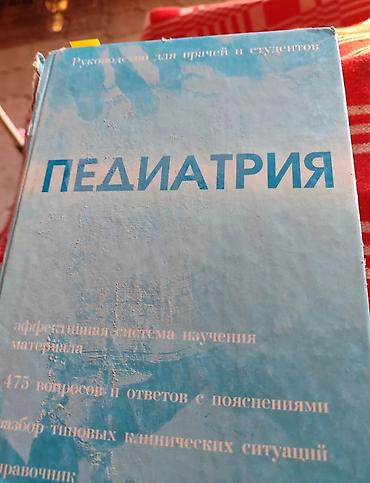 Руководство для врачей и студентов
ПЕДИАТРИЯ
эффективная система изучения
материала
475 вопросов и ответов с пояснениями
разбор типовых клинических ситуаций
справочник